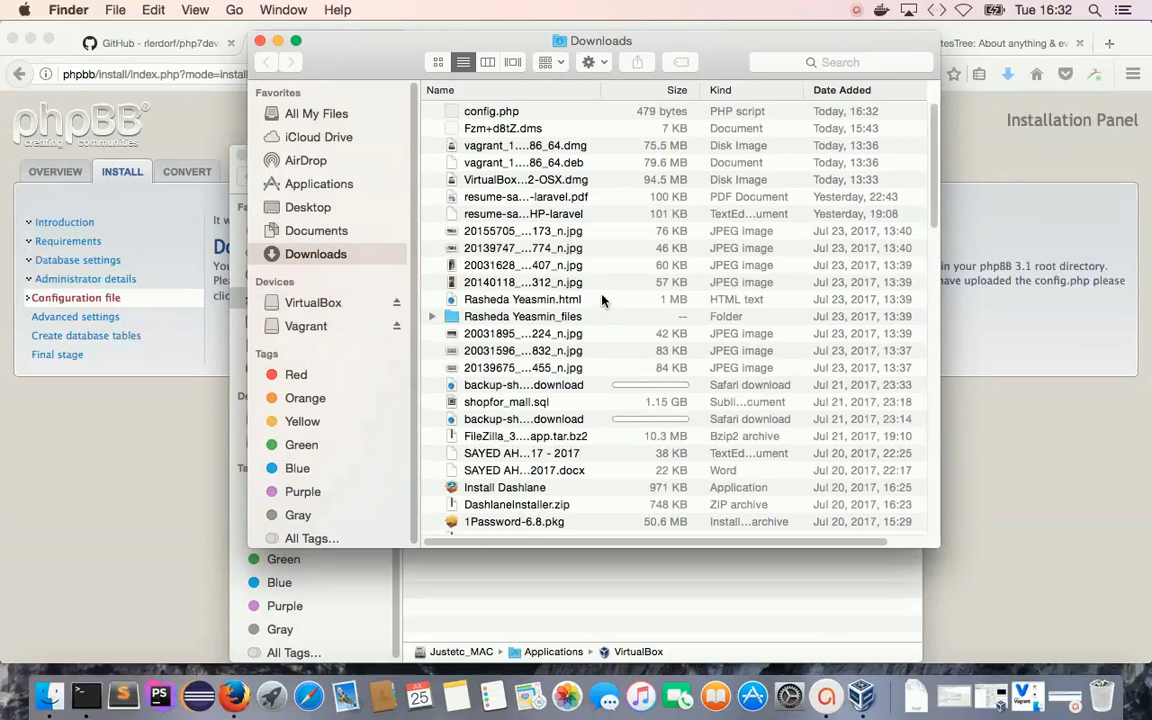 Finder File Edit View Go Window Help Tue 16:32
GitHub - rlerdorf/php7dev × tesTree: About anything & e ×
phpbb/install/index.php?mode=instal
Downloads
Search
phpBB®
creating communities
Installation Panel
OVERVIEW INSTALL CONVERT
Introduction
Requirements
Database settings
Administrator details
Configuration file
Advanced settings
Create database tables
Final stage
It w
Do
You
clic
in your phpBB 3.1 root directory.
have uploaded the config.php please
Favorites
All My Files
iCloud Drive
AirDrop
Applications
Desktop
Documents
Downloads
Devices
VirtualBox
Vagrant
Tags
Red
Orange
Yellow
Green
Blue
Purple
Gray
All Tags...
Name Size Kind Date Added
config.php 479 bytes PHP script Today, 16:32
Fzm+d8tZ.dms 7 KB Document Today, 15:43
vagrant_1....86_64.dmg 75.5 MB Disk Image Today, 13:36
vagrant_1....86_64.deb 79.6 MB Document Today, 13:36
VirtualBox...2-OSX.dmg 94.5 MB Disk Image Today, 13:33
resume-sa...-laravel.pdf 100 KB PDF Document Yesterday, 22:43
resume-sa...HP-laravel 101 KB TextEd...ument Yesterday, 19:08
20155705_...173_n.jpg 76 KB JPEG image Jul 23, 2017, 13:40
20139747_...774_n.jpg 46 KB JPEG image Jul 23, 2017, 13:40
20031628_...407_n.jpg 60 KB JPEG image Jul 23, 2017, 13:40
20140118_...312_n.jpg 57 KB JPEG image Jul 23, 2017, 13:40
Rasheda Yeasmin.html 1 MB HTML text Jul 23, 2017, 13:39
Rasheda Yeasmin_files -- Folder Jul 23, 2017, 13:39
20031895_...224_n.jpg 42 KB JPEG image Jul 23, 2017, 13:38
20031596_...832_n.jpg 83 KB JPEG image Jul 23, 2017, 13:37
20139675_...455_n.jpg 84 KB JPEG image Jul 23, 2017, 13:37
backup-sh....download Safari download Jul 21, 2017, 23:33
shopfor_mall.sql 1.15 GB Subli...cument Jul 21, 2017, 23:14
backup-sh....download Safari download Jul 21, 2017, 23:14
FileZilla_3....app.tar.bz2 10.3 MB Bzip2 archive Jul 21, 2017, 19:10
SAYED AH...17 - 2017 38 KB TextEd...ument Jul 20, 2017, 22:25
SAYED AH...2017.docx 22 KB Word Jul 20, 2017, 22:17
Install Dashlane 971 KB Application Jul 20, 2017, 16:25
DashlaneInstaller.zip 748 KB ZIP archive Jul 20, 2017, 16:25
1Password-6.8.pkg 50.6 MB Install...archive Jul 20, 2017, 15:29
Green
Blue
Purple
Gray
All Tags...
Justetc_MAC Applications VirtualBox
JUL
25